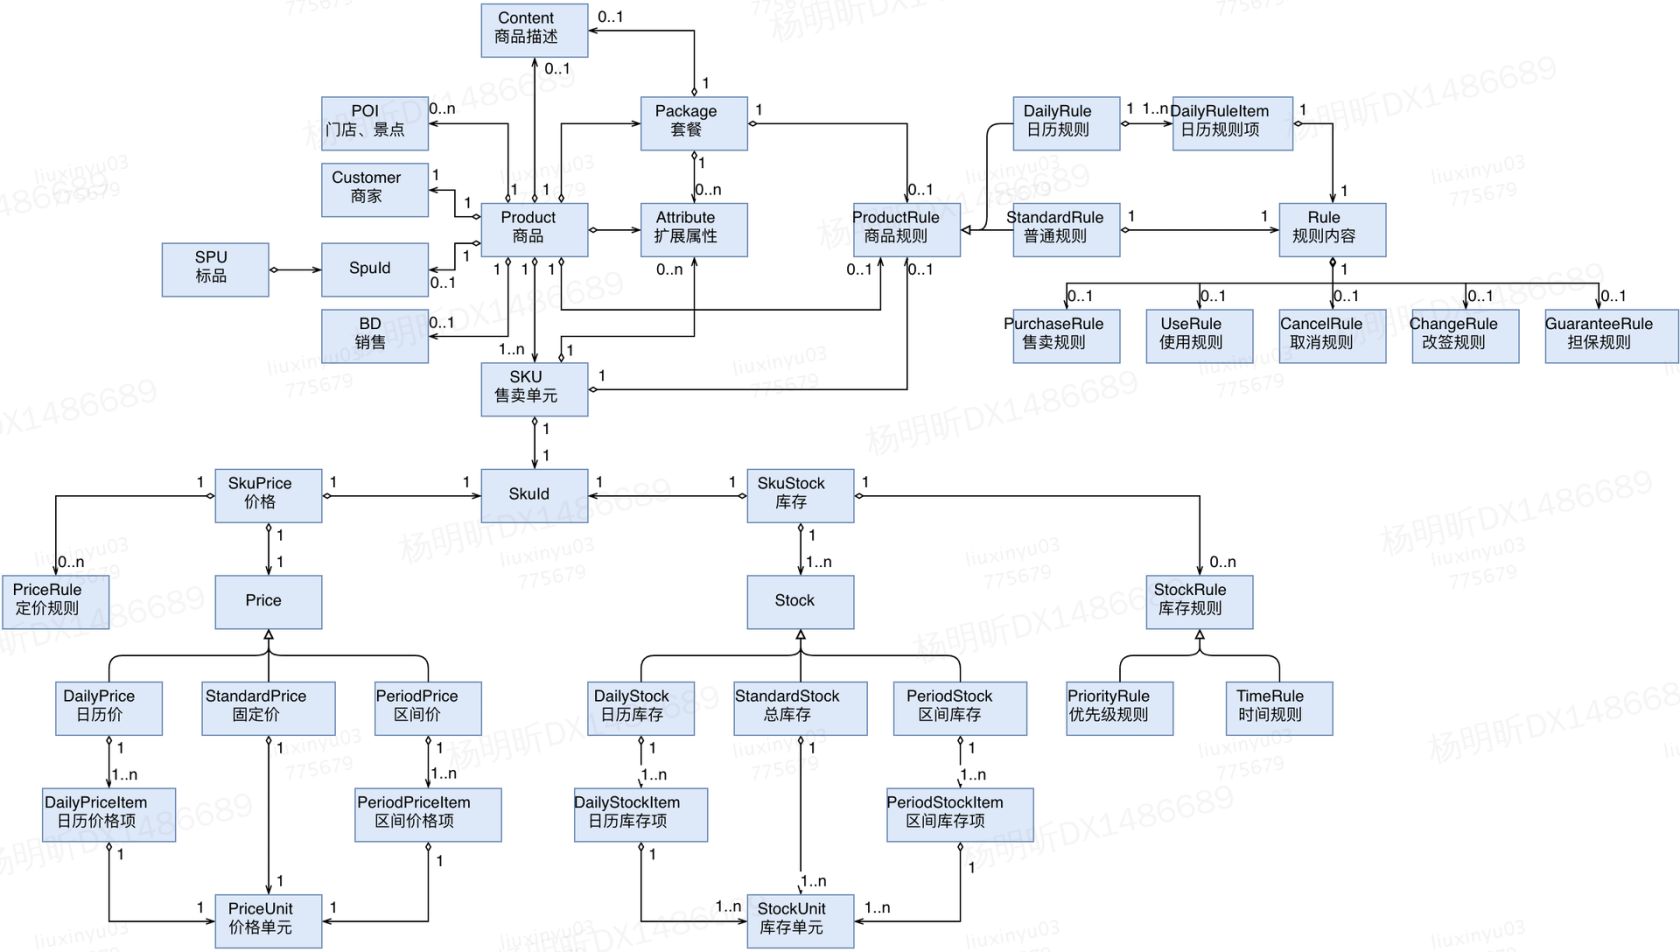 Content
商品描述
0..1
0..1
1
POI
门店、景点
0..n
Package
套餐
1
DailyRule
日历规则
1
1..n
DailyRuleItem
日历规则项
1
Customer
商家
1
1
1
1
1
0..n
0..1
1
Product
商品
Attribute
扩展属性
ProductRule
商品规则
StandardRule
普通规则
1
1
Rule
规则内容
SPU
标品
SpuId
1
0..1
1
1
1
0..n
0..1
0..1
1
BD
销售
0..1
1..n
1
0..1
0..1
0..1
0..1
0..1
PurchaseRule
售卖规则
UseRule
使用规则
CancelRule
取消规则
ChangeRule
改签规则
GuaranteeRule
担保规则
SKU
售卖单元
1
1
1
SkuPrice
价格
1
1
1
SkuId
1
1
SkuStock
库存
1
1
1
0..n
1
1..n
0..n
PriceRule
定价规则
Price
Stock
StockRule
库存规则
DailyPrice
日历价
StandardPrice
固定价
PeriodPrice
区间价
DailyStock
日历库存
StandardStock
总库存
PeriodStock
区间库存
PriorityRule
优先级规则
TimeRule
时间规则
1
1
1
1
1
1
1..n
1..n
1..n
1..n
DailyPriceItem
日历价格项
PeriodPriceItem
区间价格项
DailyStockItem
日历库存项
PeriodStockItem
区间库存项
1
1
1
1
1
1..n
1
PriceUnit
价格单元
1
1..n
StockUnit
库存单元
1..n
杨明昕DX1486689
liuxinyu03
775679